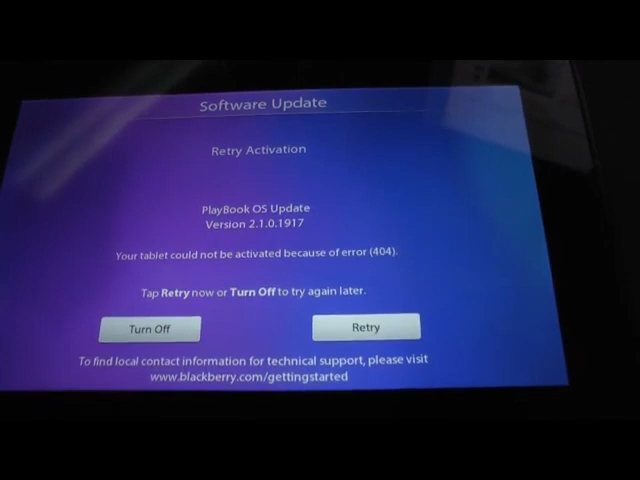 Software Update
Retry Activation
PlayBook OS Update
Version 2.1.0.1917
Your tablet could not be activated because of error (404).
Tap Retry now or Turn Off to try again later.
Turn Off
Retry
To find local contact information for technical support, please visit
www.blackberry.com/gettingstarted